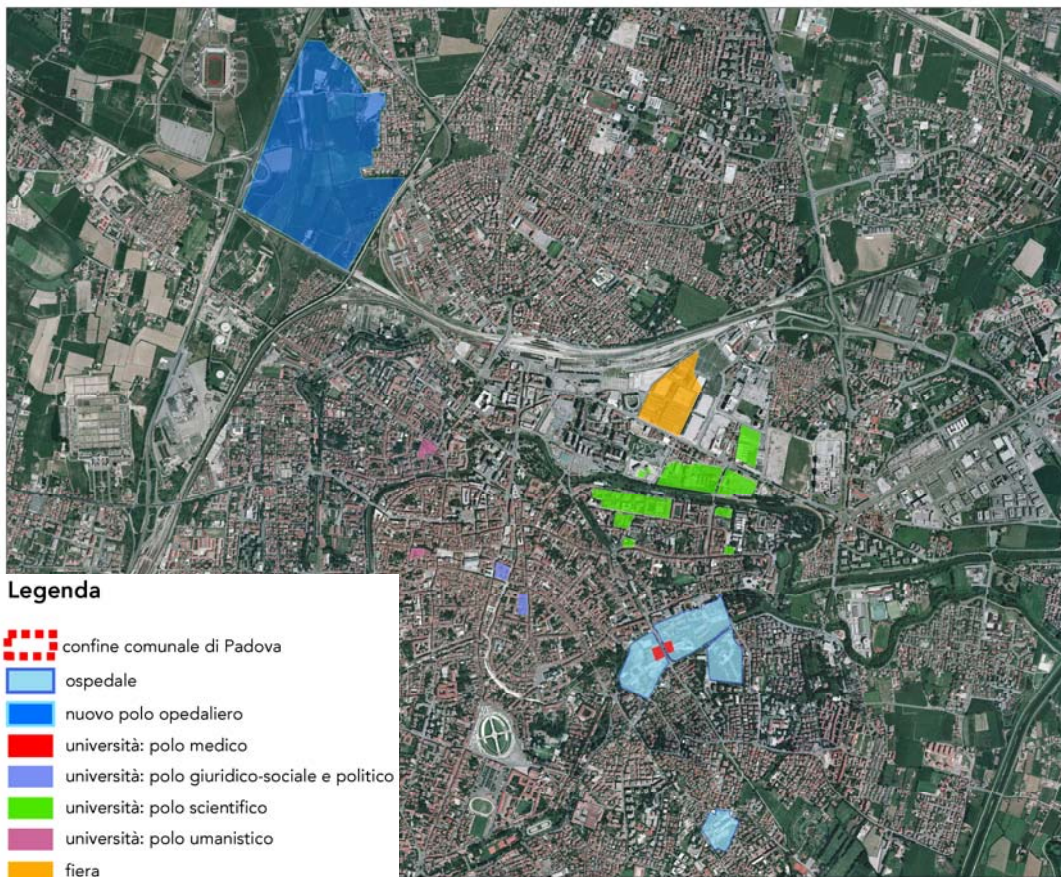 Legenda
confine comunale di Padova
ospedale
nuovo polo opedaliero
università: polo medico
università: polo giuridico-sociale e politico
università: polo scientifico
università: polo umanistico
fiera